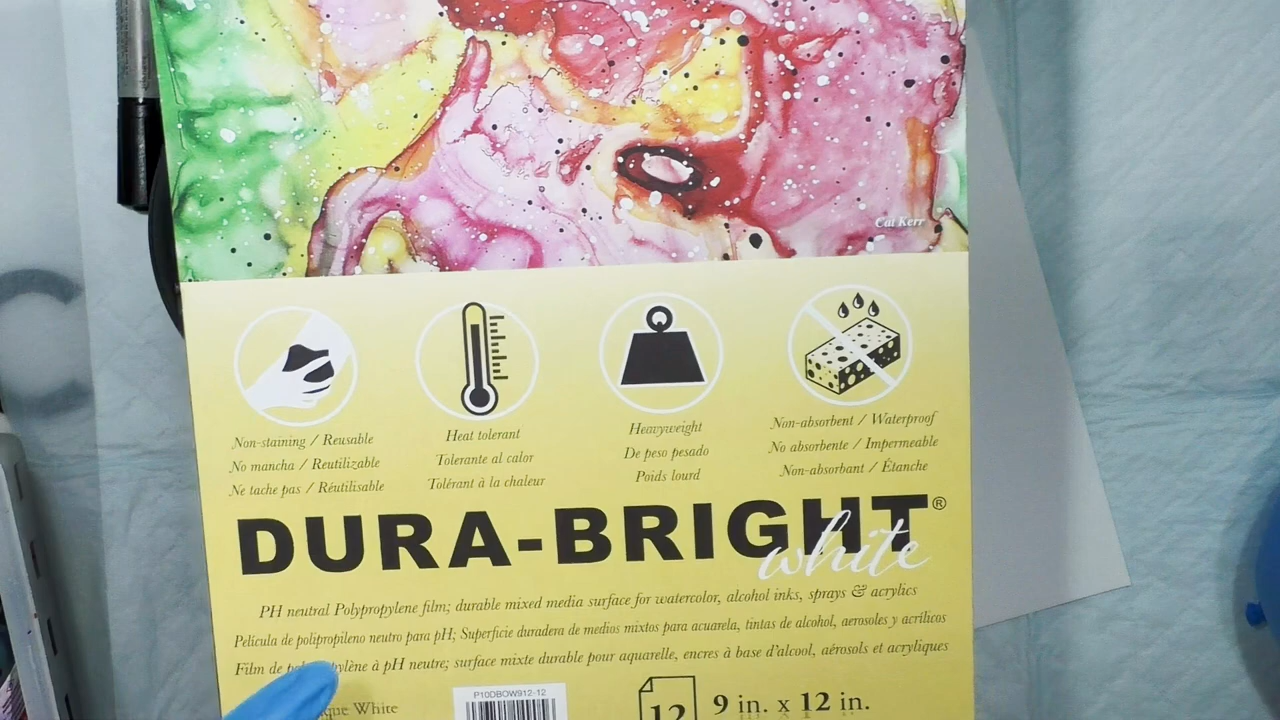 Cat Kerr
Non-staining / Reusable
No mancha / Reutilizable
Ne tache pas / Réutilisable
Heat tolerant
Tolerante al calor
Tolérant à la chaleur
Heavyweight
De peso pesado
Poids lourd
Non-absorbent / Waterproof
No absorbente / Impermeable
Non-absorbant / Étanche
DURA-BRIGHT®
white
PH neutral Polypropylene film; durable mixed media surface for watercolor, alcohol inks, sprays & acrylics
Película de polipropileno neutro para pH; Superficie duradera de medios mixtos para acuarela, tintas de alcohol, aerosoles y acrílicos
Film de à pH neutre; surface mixte durable pour aquarelle, encres à base d'alcool, aérosols et acryliques
White
P10DBOW912-12
12
9 in. x 12 in.